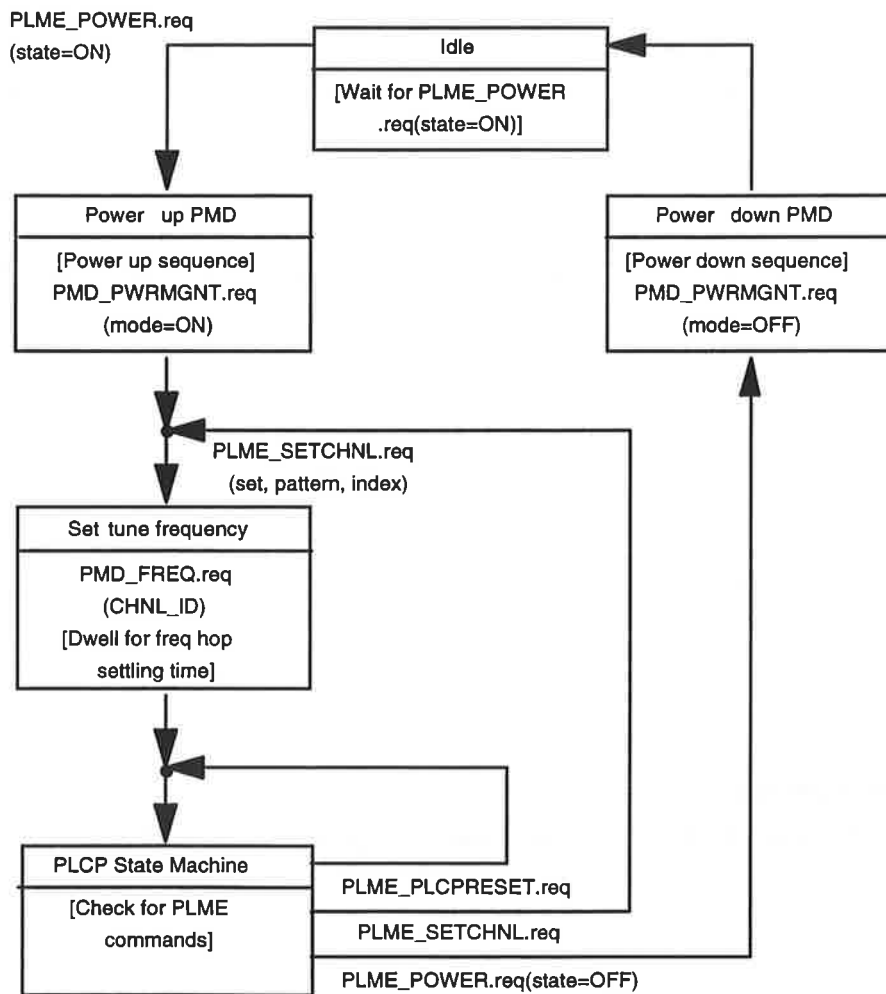 PLME_POWER.req
(state=ON)
Idle
[Wait for PLME_POWER
.req(state=ON)]
Power up PMD
[Power up sequence]
PMD_PWRMGNT.req
(mode=ON)
Power down PMD
[Power down sequence]
PMD_PWRMGNT.req
(mode=OFF)
PLME_SETCHNL.req
(set, pattern, index)
Set tune frequency
PMD_FREQ.req
(CHNL_ID)
[Dwell for freq hop
settling time]
PLCP State Machine
[Check for PLME
commands]
PLME_PLCPRESET.req
PLME_SETCHNL.req
PLME_POWER.req(state=OFF)